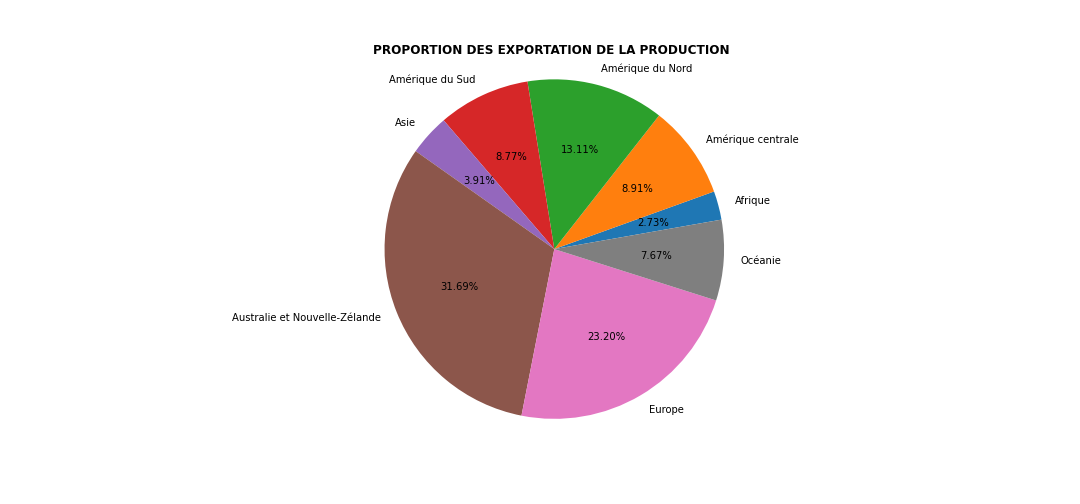 PROPORTION DES EXPORTATION DE LA PRODUCTION
Amérique du Nord
Amérique du Sud
Asie
Amérique centrale
13.11%
8.77%
3.91%
8.91%
Afrique
2.73%
7.67%
Océanie
31.69%
Australie et Nouvelle-Zélande
23.20%
Europe